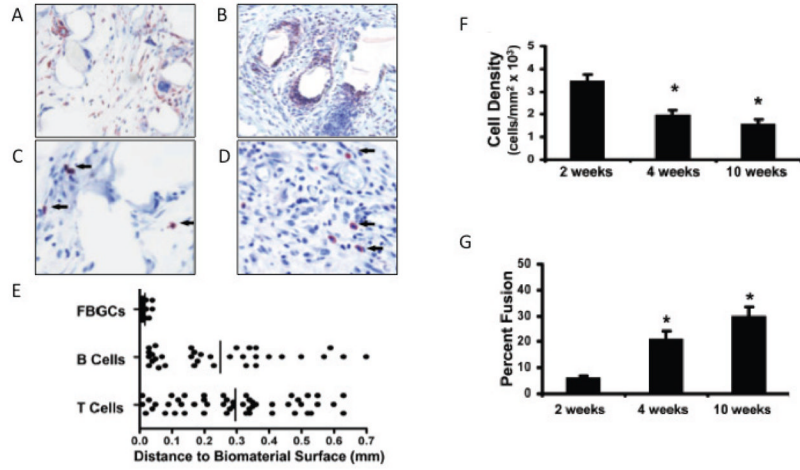 A
B
C
D
E
FBGCs
B Cells
T Cells
0.0 0.1 0.2 0.3 0.4 0.5 0.6 0.7
Distance to Biomaterial Surface (mm)
F
Cell Density
(cells/mm² x 10³)
5
4
3
2
1
0
*
*
2 weeks 4 weeks 10 weeks
G
Percent Fusion
50
40
30
20
10
0
*
*
2 weeks 4 weeks 10 weeks